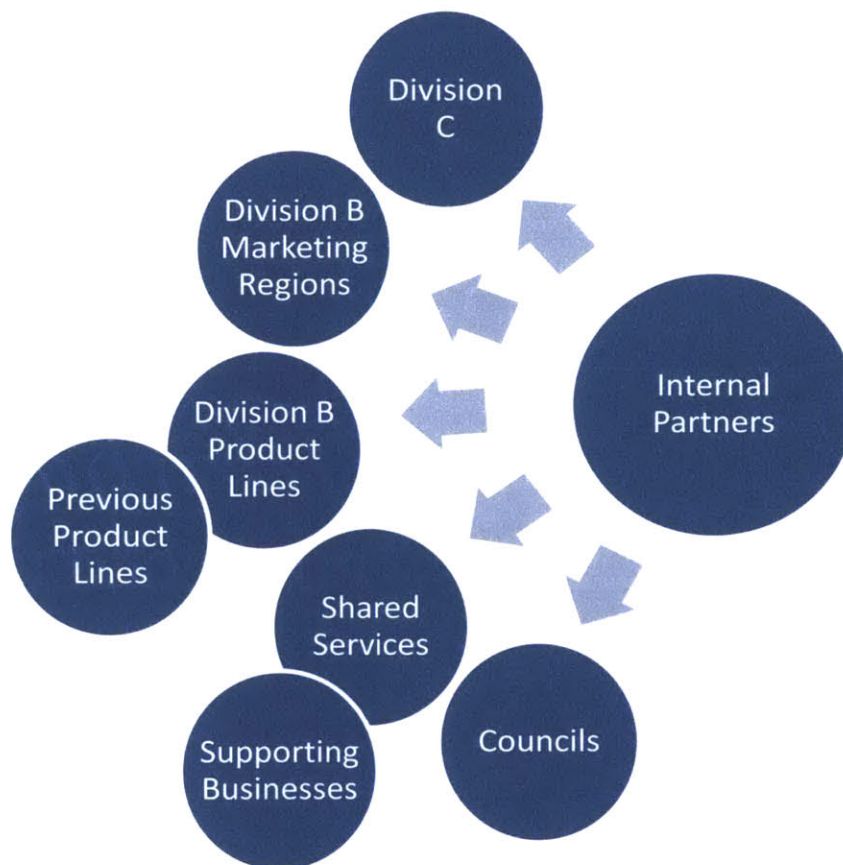 Division
C
Division B
Marketing
Regions
Internal
Partners
Division B
Product
Lines
Previous
Product
Lines
Shared
Services
Councils
Supporting
Businesses